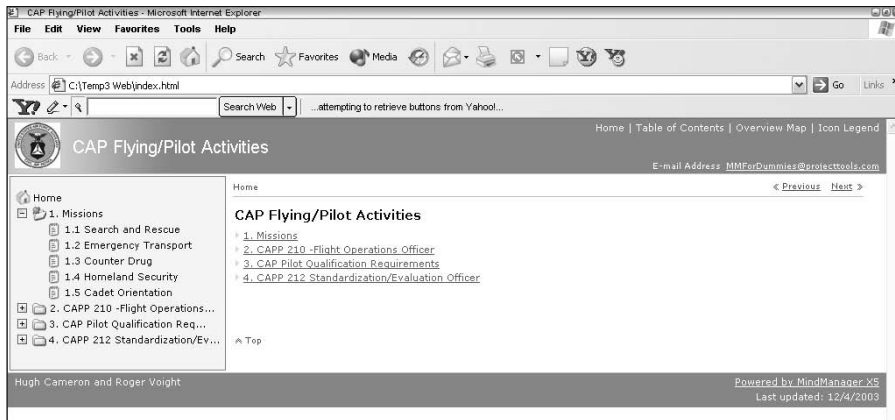 CAP Flying/Pilot Activities - Microsoft Internet Explorer
File Edit View Favorites Tools Help
Back Search Favorites Media
Address C:\Temp3 Web\index.html Go Links
Y? Search Web ...attempting to retrieve buttons from Yahoo!...
Home | Table of Contents | Overview Map | Icon Legend
CAP Flying/Pilot Activities
E-mail Address MMForDummies@projecttools.com
Home
1. Missions
1.1 Search and Rescue
1.2 Emergency Transport
1.3 Counter Drug
1.4 Homeland Security
1.5 Cadet Orientation
2. CAPP 210 -Flight Operations...
3. CAP Pilot Qualification Req...
4. CAPP 212 Standardization/Ev...
Home « Previous Next »
CAP Flying/Pilot Activities
1. Missions
2. CAPP 210 -Flight Operations Officer
3. CAP Pilot Qualification Requirements
4. CAPP 212 Standardization/Evaluation Officer
Top
Hugh Cameron and Roger Voight Powered by MindManager X5
Last updated: 12/4/2003